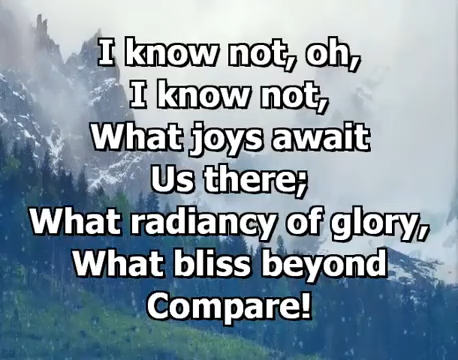 I know not, oh,
I know not,
What joys await
Us there;
What radiancy of glory,
What bliss beyond
Compare!